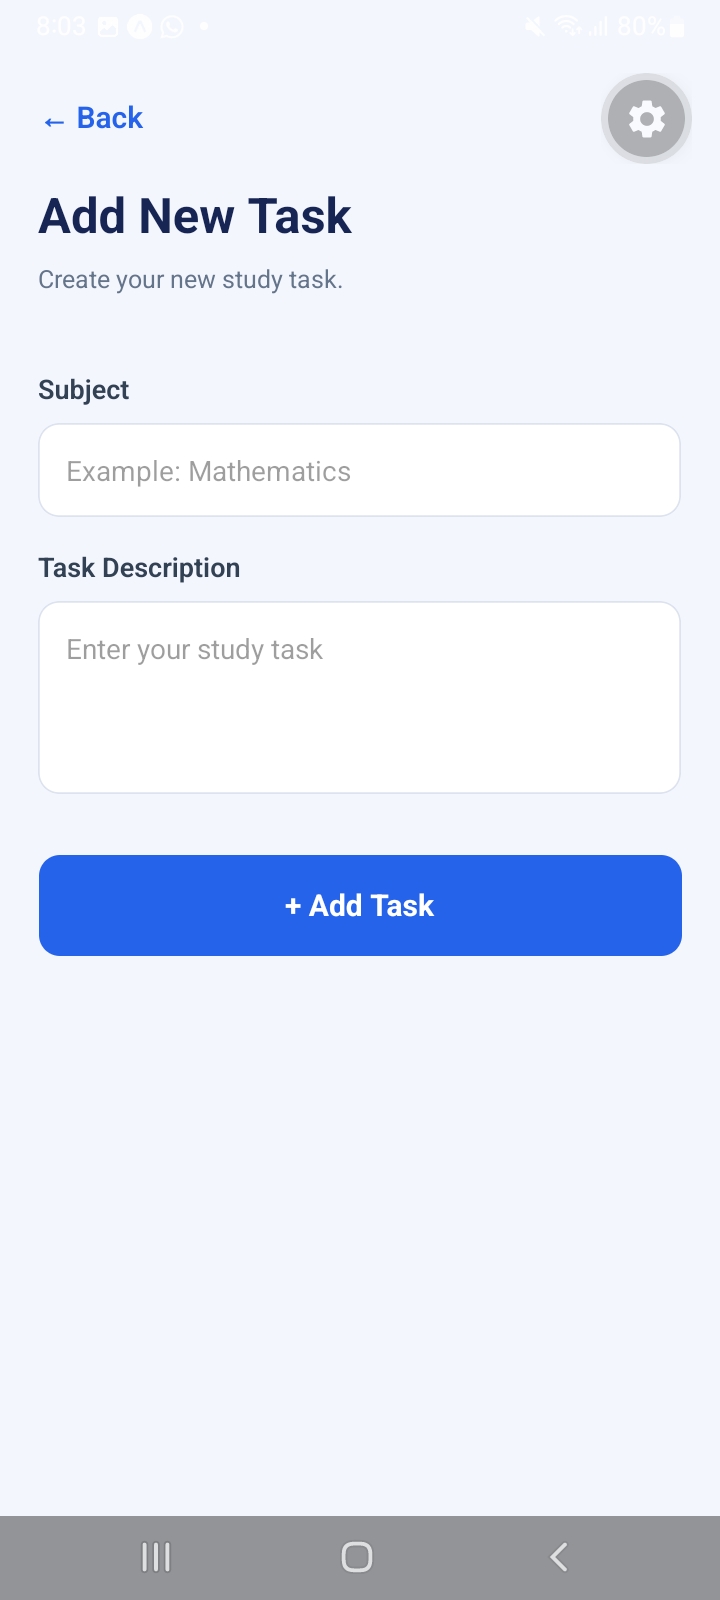 8:03 80%
← Back
Add New Task
Create your new study task.
Subject
Example: Mathematics
Task Description
Enter your study task
+ Add Task